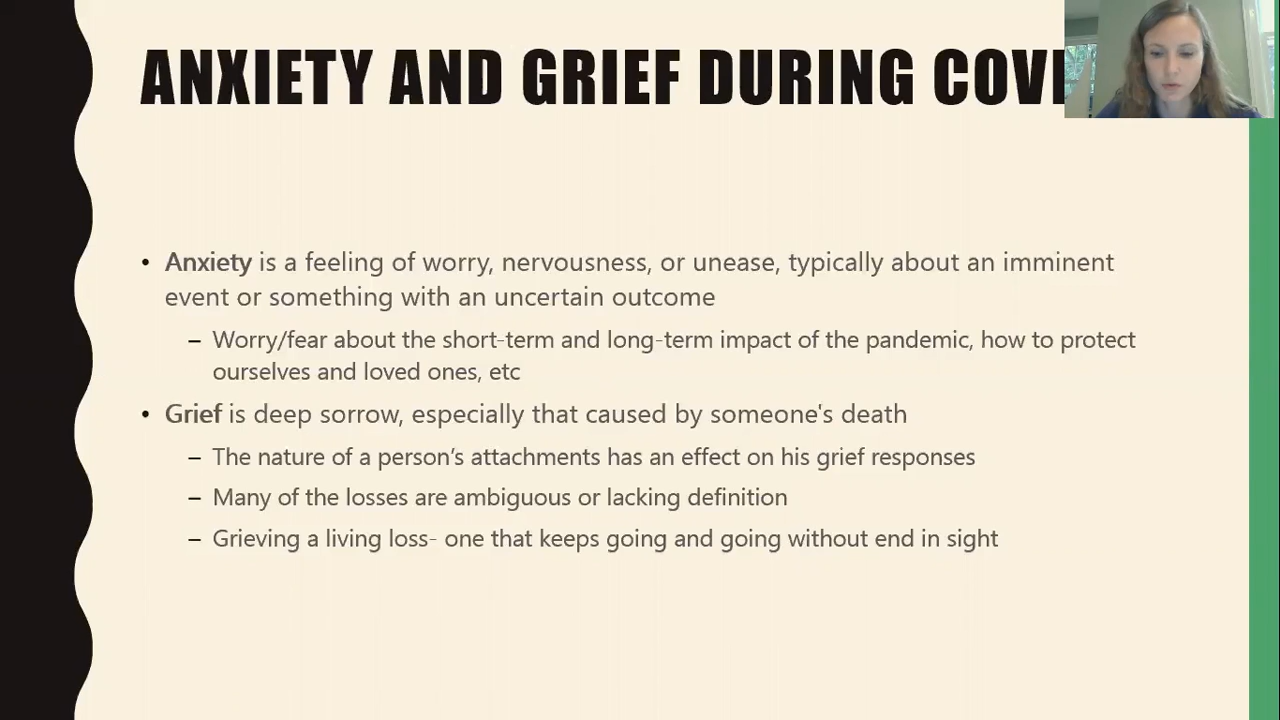 ANXIETY AND GRIEF DURING COVI
• Anxiety is a feeling of worry, nervousness, or unease, typically about an imminent
event or something with an uncertain outcome
– Worry/fear about the short-term and long-term impact of the pandemic, how to protect
ourselves and loved ones, etc
• Grief is deep sorrow, especially that caused by someone's death
– The nature of a person’s attachments has an effect on his grief responses
– Many of the losses are ambiguous or lacking definition
– Grieving a living loss- one that keeps going and going without end in sight